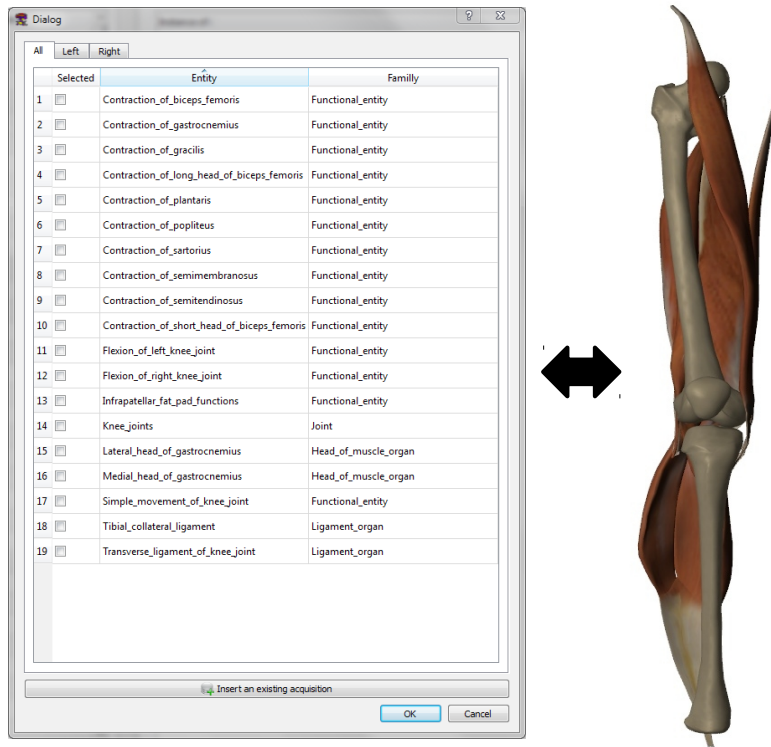 Dialog
All Left Right
Selected Entity Familly
1 Contraction_of_biceps_femoris Functional_entity
2 Contraction_of_gastrocnemius Functional_entity
3 Contraction_of_gracilis Functional_entity
4 Contraction_of_long_head_of_biceps_femoris Functional_entity
5 Contraction_of_plantaris Functional_entity
6 Contraction_of_popliteus Functional_entity
7 Contraction_of_sartorius Functional_entity
8 Contraction_of_semimembranosus Functional_entity
9 Contraction_of_semitendinosus Functional_entity
10 Contraction_of_short_head_of_biceps_femoris Functional_entity
11 Flexion_of_left_knee_joint Functional_entity
12 Flexion_of_right_knee_joint Functional_entity
13 Infrapatellar_fat_pad_functions Functional_entity
14 Knee_joints Joint
15 Lateral_head_of_gastrocnemius Head_of_muscle_organ
16 Medial_head_of_gastrocnemius Head_of_muscle_organ
17 Simple_movement_of_knee_joint Functional_entity
18 Tibial_collateral_ligament Ligament_organ
19 Transverse_ligament_of_knee_joint Ligament_organ
Insert an existing acquisition
OK Cancel